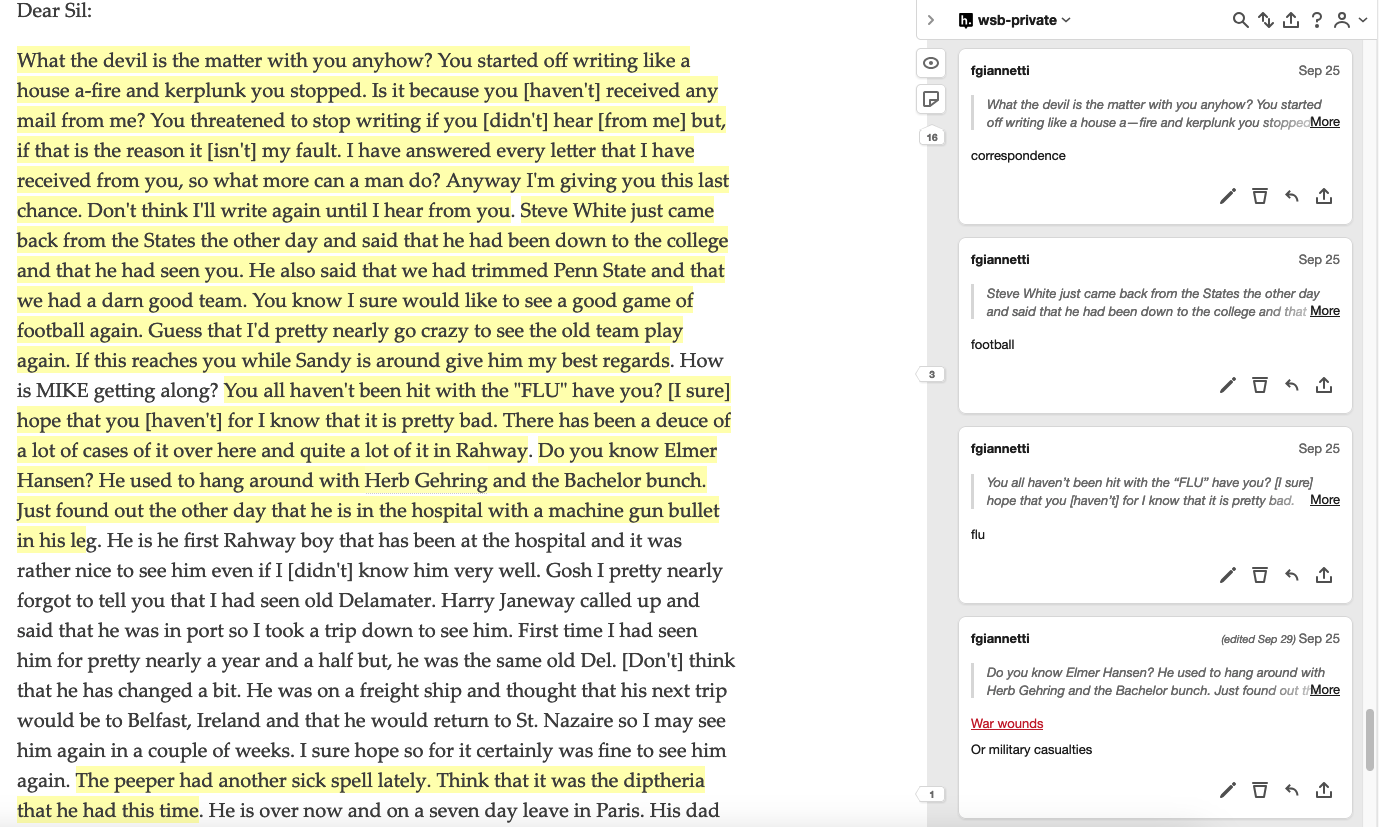 Dear Sil:
What the devil is the matter with you anyhow? You started off writing like a
house a-fire and kerplunk you stopped. Is it because you [haven't] received any
mail from me? You threatened to stop writing if you [didn't] hear [from me] but,
if that is the reason it [isn't] my fault. I have answered every letter that I have
received from you, so what more can a man do? Anyway I'm giving you this last
chance. Don't think I'll write again until I hear from you. Steve White just came
back from the States the other day and said that he had been down to the college
and that he had seen you. He also said that we had trimmed Penn State and that
we had a darn good team. You know I sure would like to see a good game of
football again. Guess that I'd pretty nearly go crazy to see the old team play
again. If this reaches you while Sandy is around give him my best regards. How
is MIKE getting along? You all haven't been hit with the "FLU" have you? [I sure]
hope that you [haven't] for I know that it is pretty bad. There has been a deuce of
a lot of cases of it over here and quite a lot of it in Rahway. Do you know Elmer
Hansen? He used to hang around with Herb Gehring and the Bachelor bunch.
Just found out the other day that he is in the hospital with a machine gun bullet
in his leg. He is he first Rahway boy that has been at the hospital and it was
rather nice to see him even if I [didn't] know him very well. Gosh I pretty nearly
forgot to tell you that I had seen old Delamater. Harry Janeway called up and
said that he was in port so I took a trip down to see him. First time I had seen
him for pretty nearly a year and a half but, he was the same old Del. [Don't] think
that he has changed a bit. He was on a freight ship and thought that his next trip
would be to Belfast, Ireland and that he would return to St. Nazaire so I may see
him again in a couple of weeks. I sure hope so for it certainly was fine to see him
again. The peeper had another sick spell lately. Think that it was the diptheria
that he had this time. He is over now and on a seven day leave in Paris. His dad
16
3
1
h. wsb-private
fgiannetti Sep 25
What the devil is the matter with you anyhow? You started
off writing like a house a—fire and kerplunk you stopped More
correspondence
fgiannetti Sep 25
Steve White just came back from the States the other day
and said that he had been down to the college and that More
football
fgiannetti Sep 25
You all haven't been hit with the “FLU” have you? [I sure]
hope that you [haven't] for I know that it is pretty bad. More
flu
fgiannetti (edited Sep 29) Sep 25
Do you know Elmer Hansen? He used to hang around with
Herb Gehring and the Bachelor bunch. Just found out th More
War wounds
Or military casualties